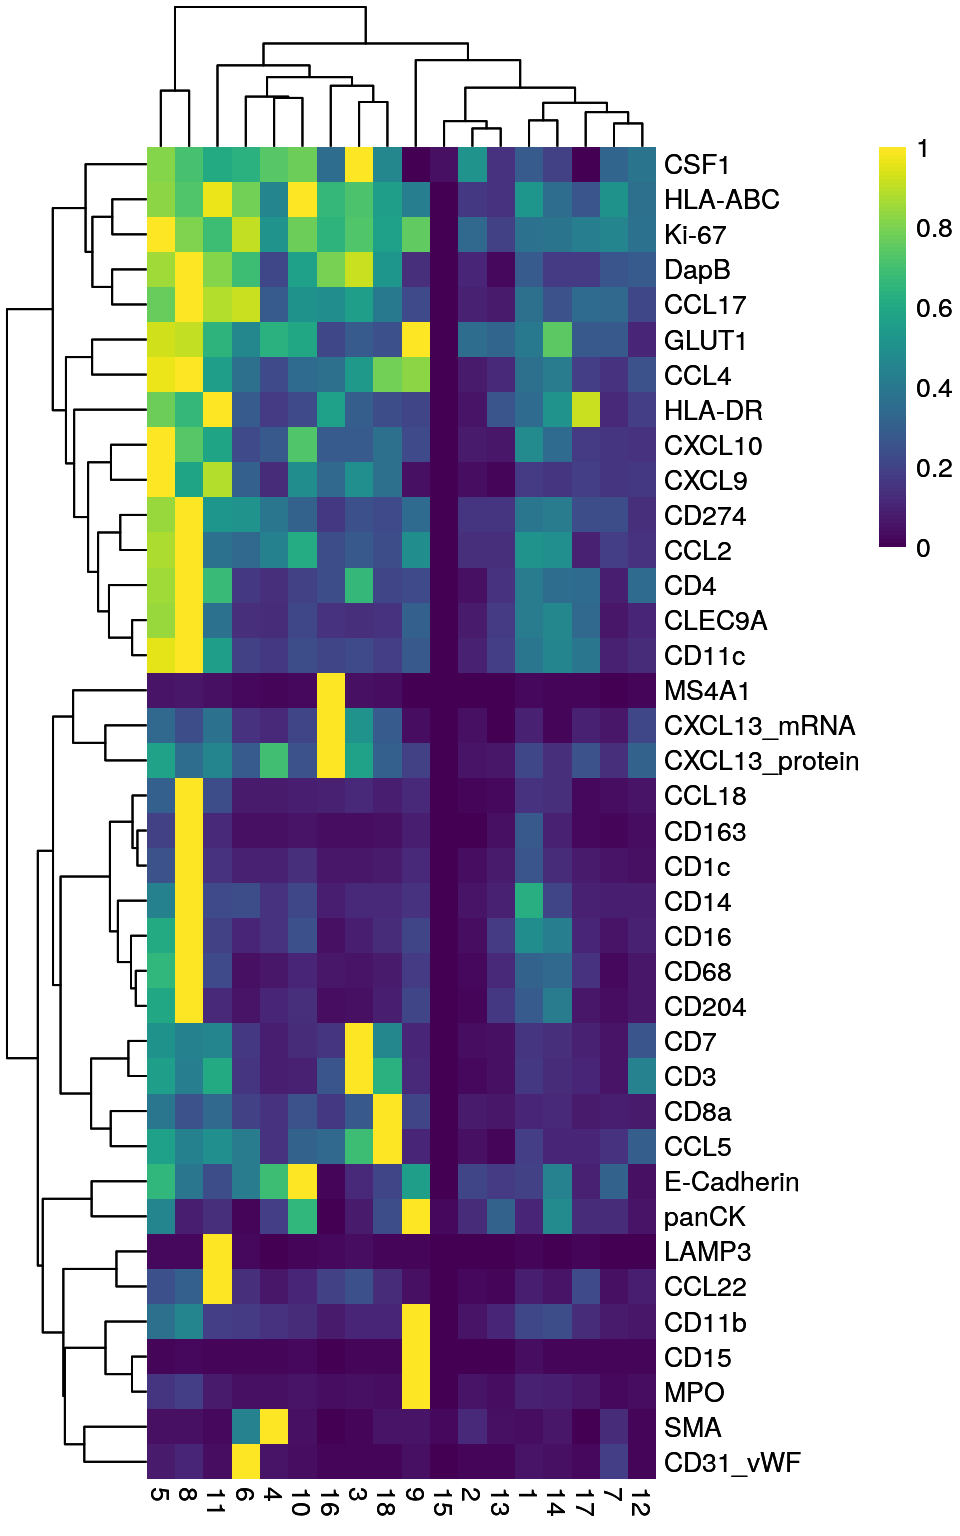 CSF1
HLA-ABC
Ki-67
DapB
CCL17
GLUT1
CCL4
HLA-DR
CXCL10
CXCL9
CD274
CCL2
CD4
CLEC9A
CD11c
MS4A1
CXCL13_mRNA
CXCL13_protein
CCL18
CD163
CD1c
CD14
CD16
CD68
CD204
CD7
CD3
CD8a
CCL5
E-Cadherin
panCK
LAMP3
CCL22
CD11b
CD15
MPO
SMA
CD31_vWF
5 8 11 6 4 10 16 3 18 9 15 2 13 1 14 17 7 12
1
0.8
0.6
0.4
0.2
0